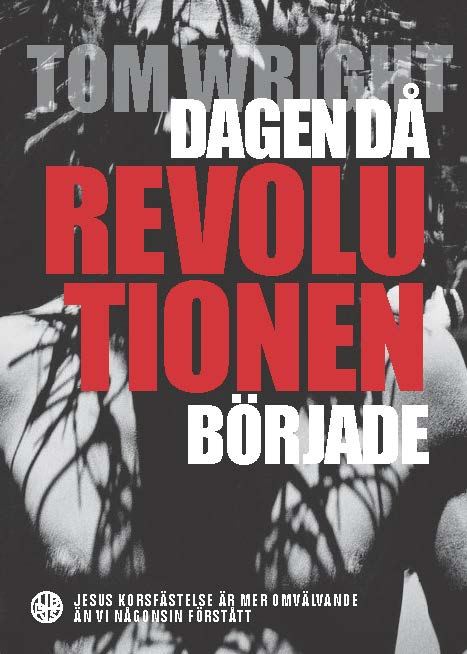 TOM WRIGHT
DAGEN DÅ
REVOLU
TIONEN
BÖRJADE
JESUS KORSFÄSTELSE ÄR MER OMVÄLVANDE
ÄN VI NÅGONSIN FÖRSTÅTT